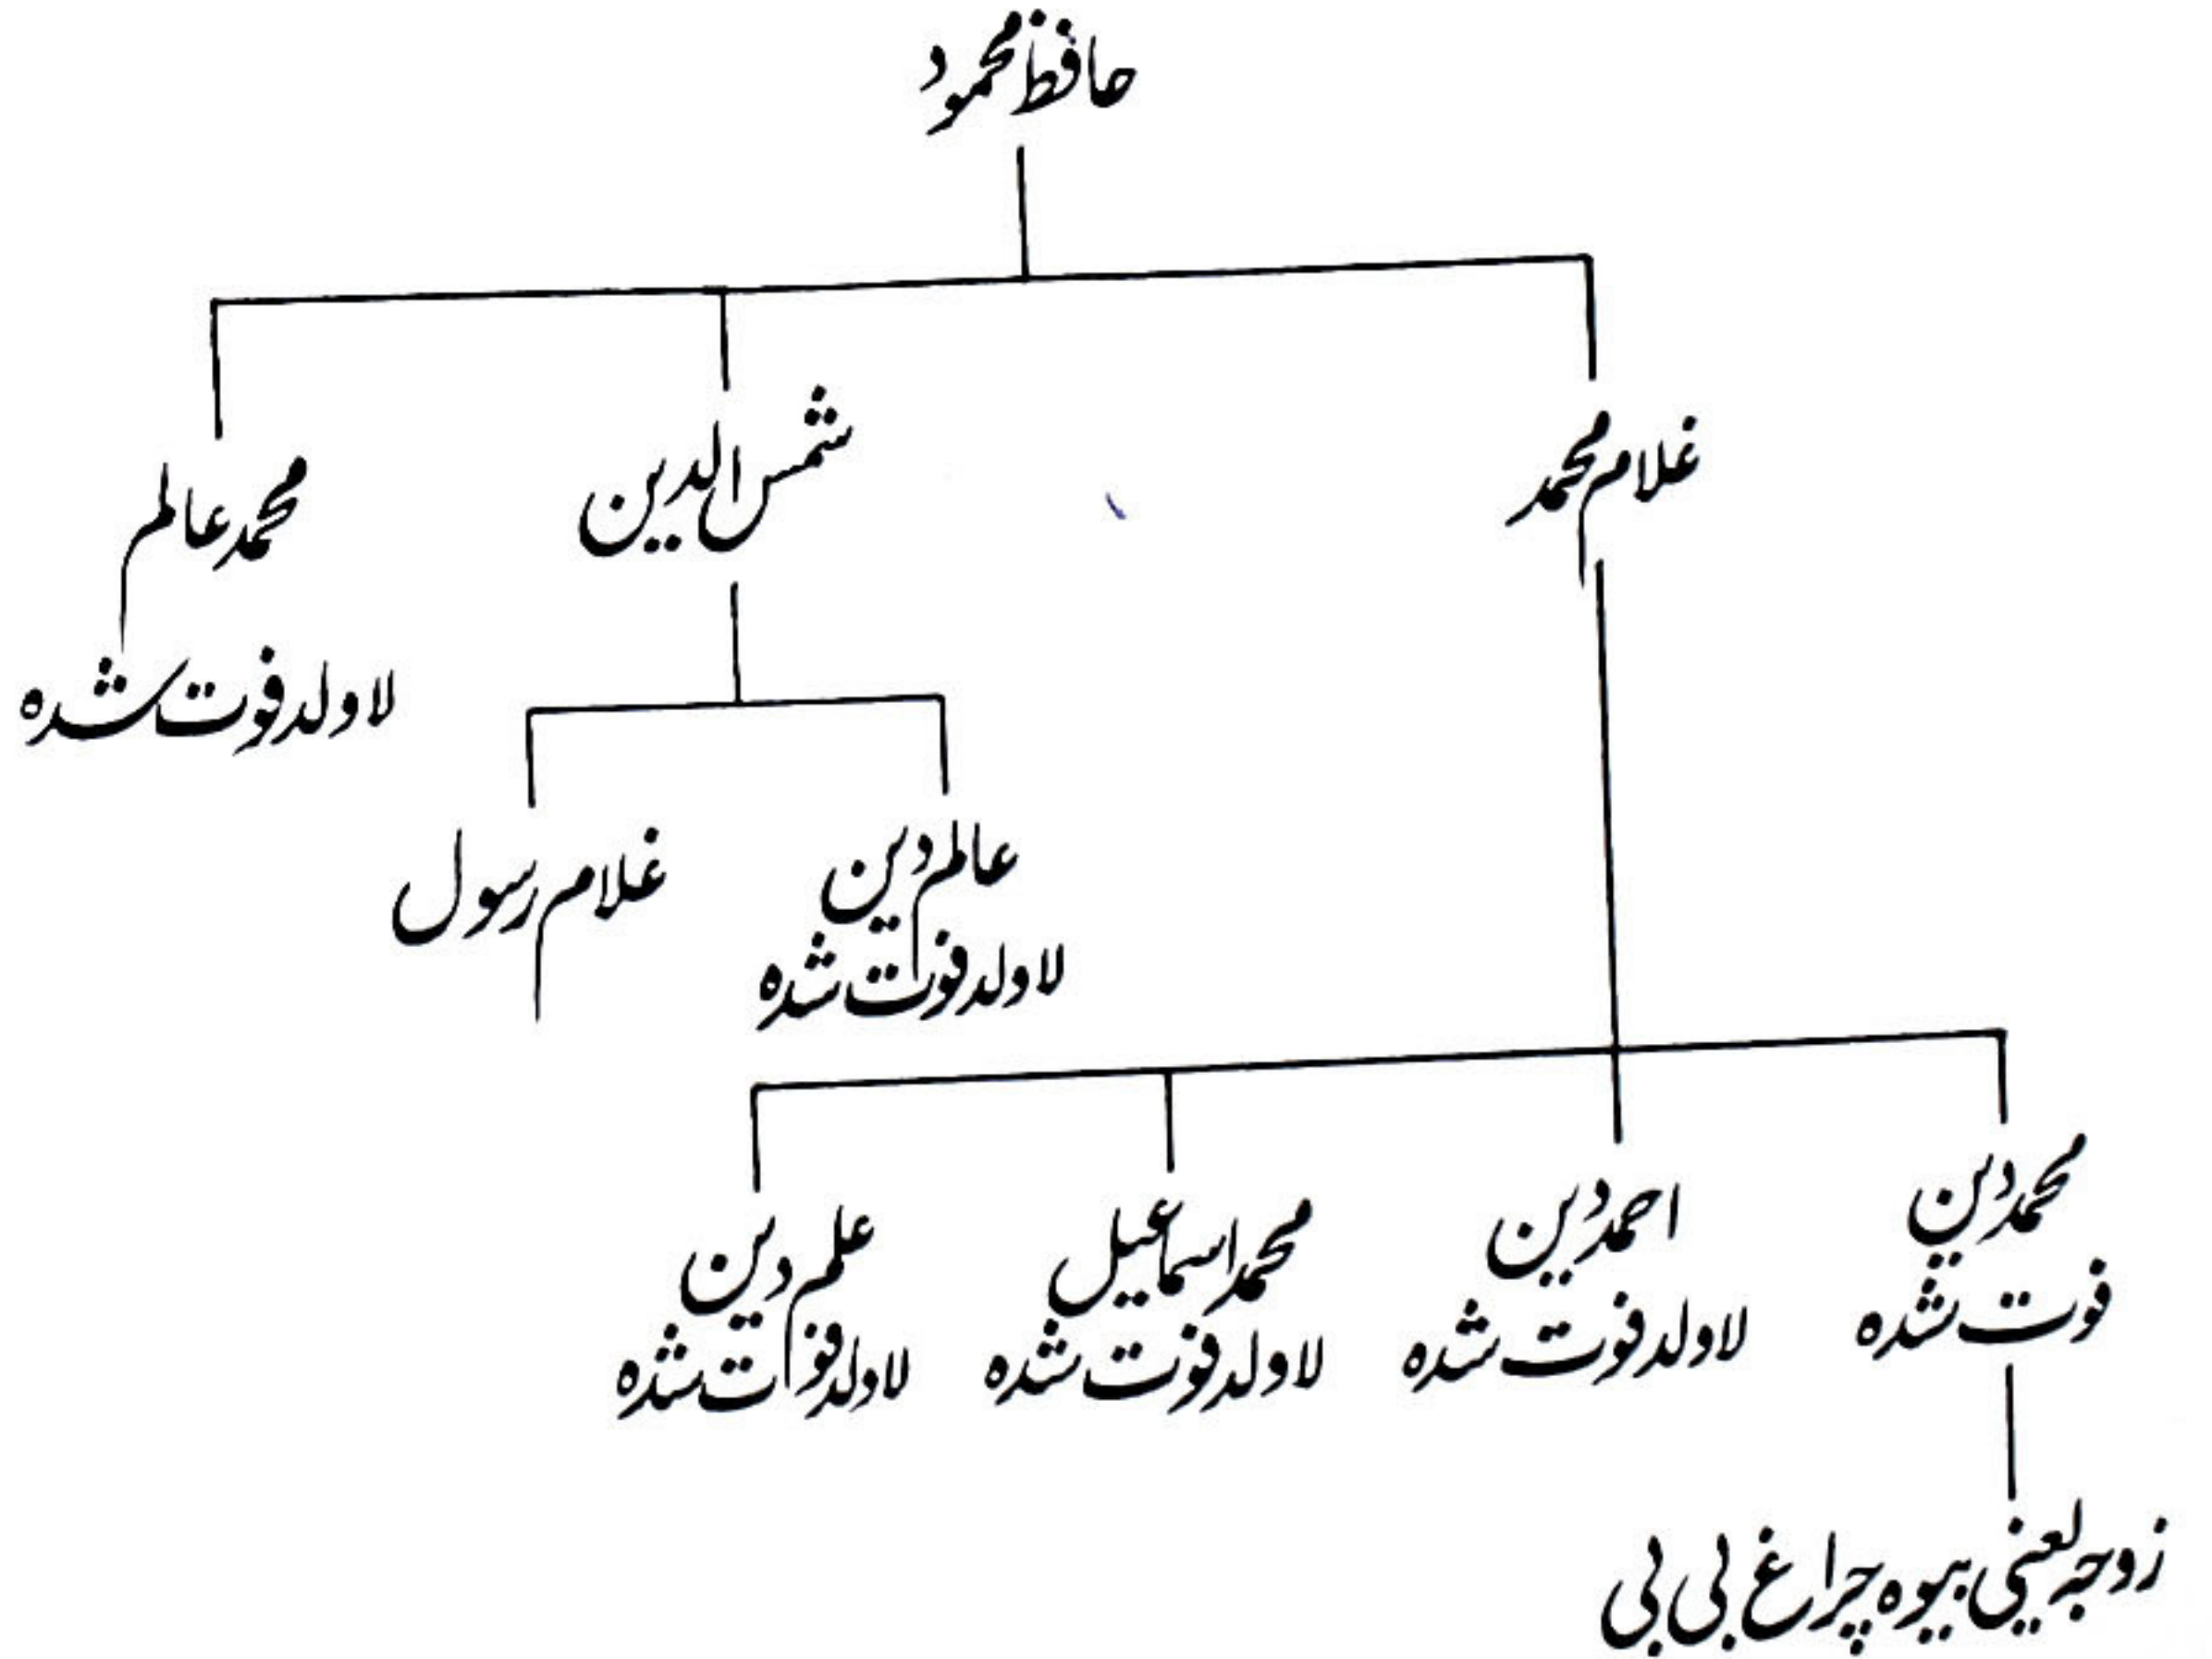 حافظ محمود
غلام محمد
شمس الدین
محمد عالم
لاولد فوت شدہ
عالم دین
لاولد فوت شدہ
غلام رسول
محمد دین
فوت شدہ
احمد دین
لاولد فوت شدہ
محمد اسماعیل
لاولد فوت شدہ
علم دین
لاولد فوت شدہ
زوجہ یعنی بیوہ چراغ بی بی